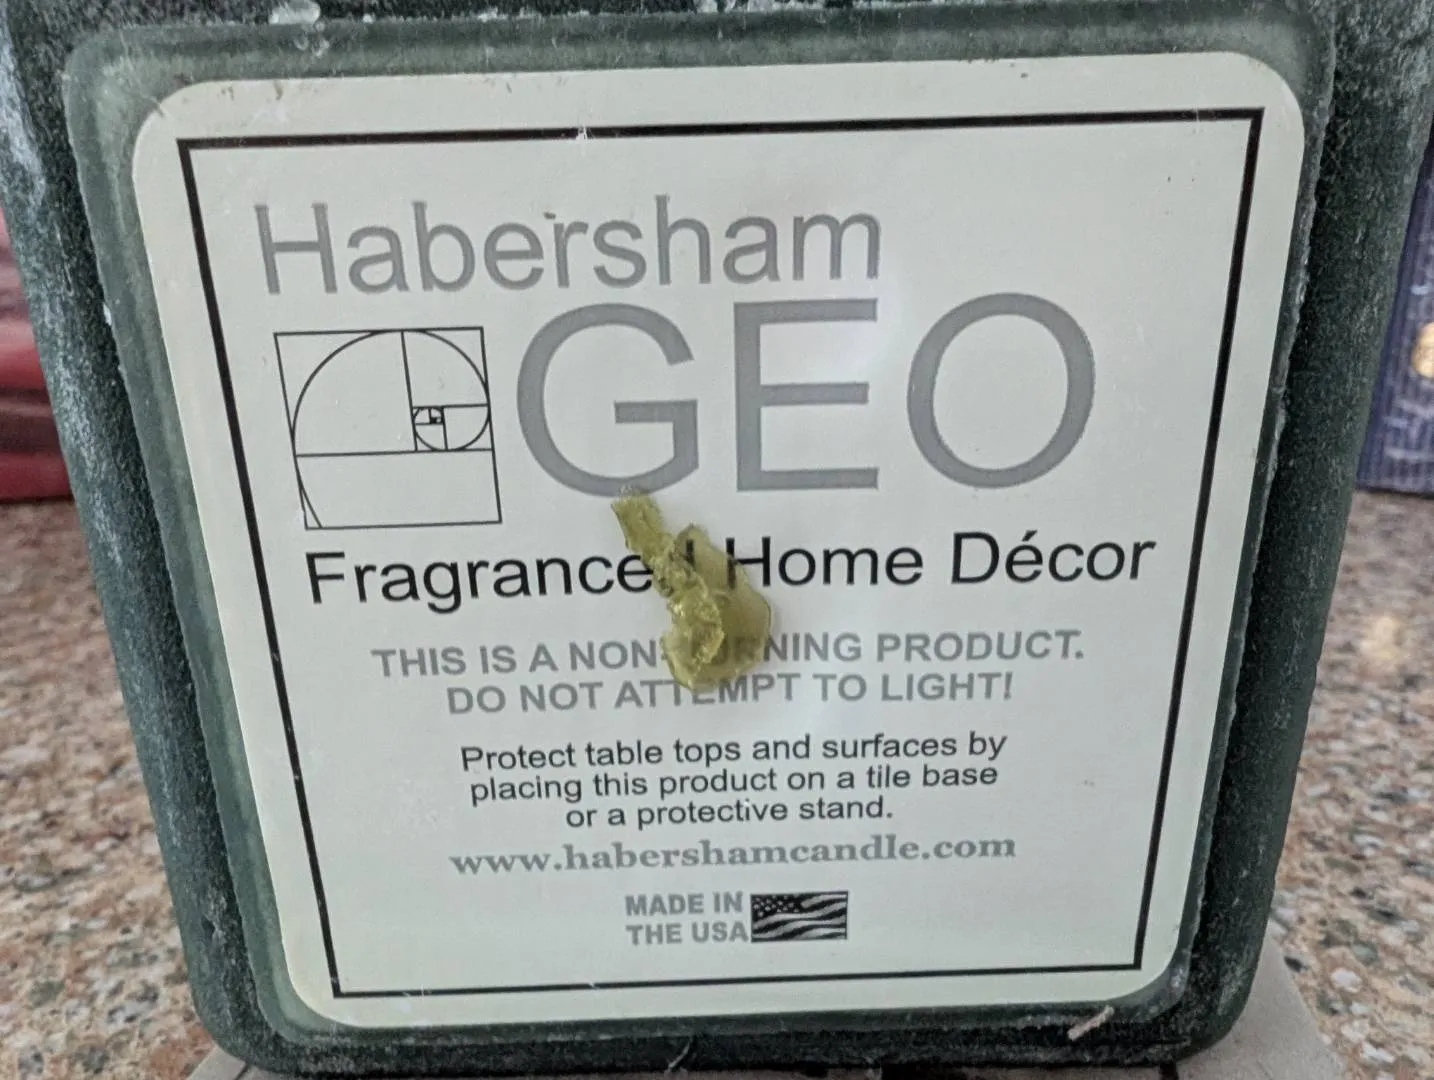 Habersham
GEO
Fragrance Home Décor
THIS IS A PRODUCT.
DO NOT ATTEMPT TO LIGHT!
Protect table tops and surfaces by
placing this product on a tile base
or a protective stand.
www.habershamcandle.com
MADE IN
THE USA